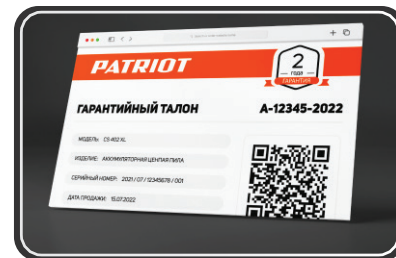 PATRIOT
2
ГОДА
ГАРАНТИЯ
ГАРАНТИЙНЫЙ ТАЛОН
A-12345-2022
МОДЕЛЬ: CS 402 XL
ИЗДЕЛИЕ: АККУМУЛЯТОРНАЯ ЦЕПНАЯ ПИЛА
СЕРИЙНЫЙ НОМЕР: 2021 / 07 / 12345678 / 001
ДАТА ПРОДАЖИ: 15.07.2022